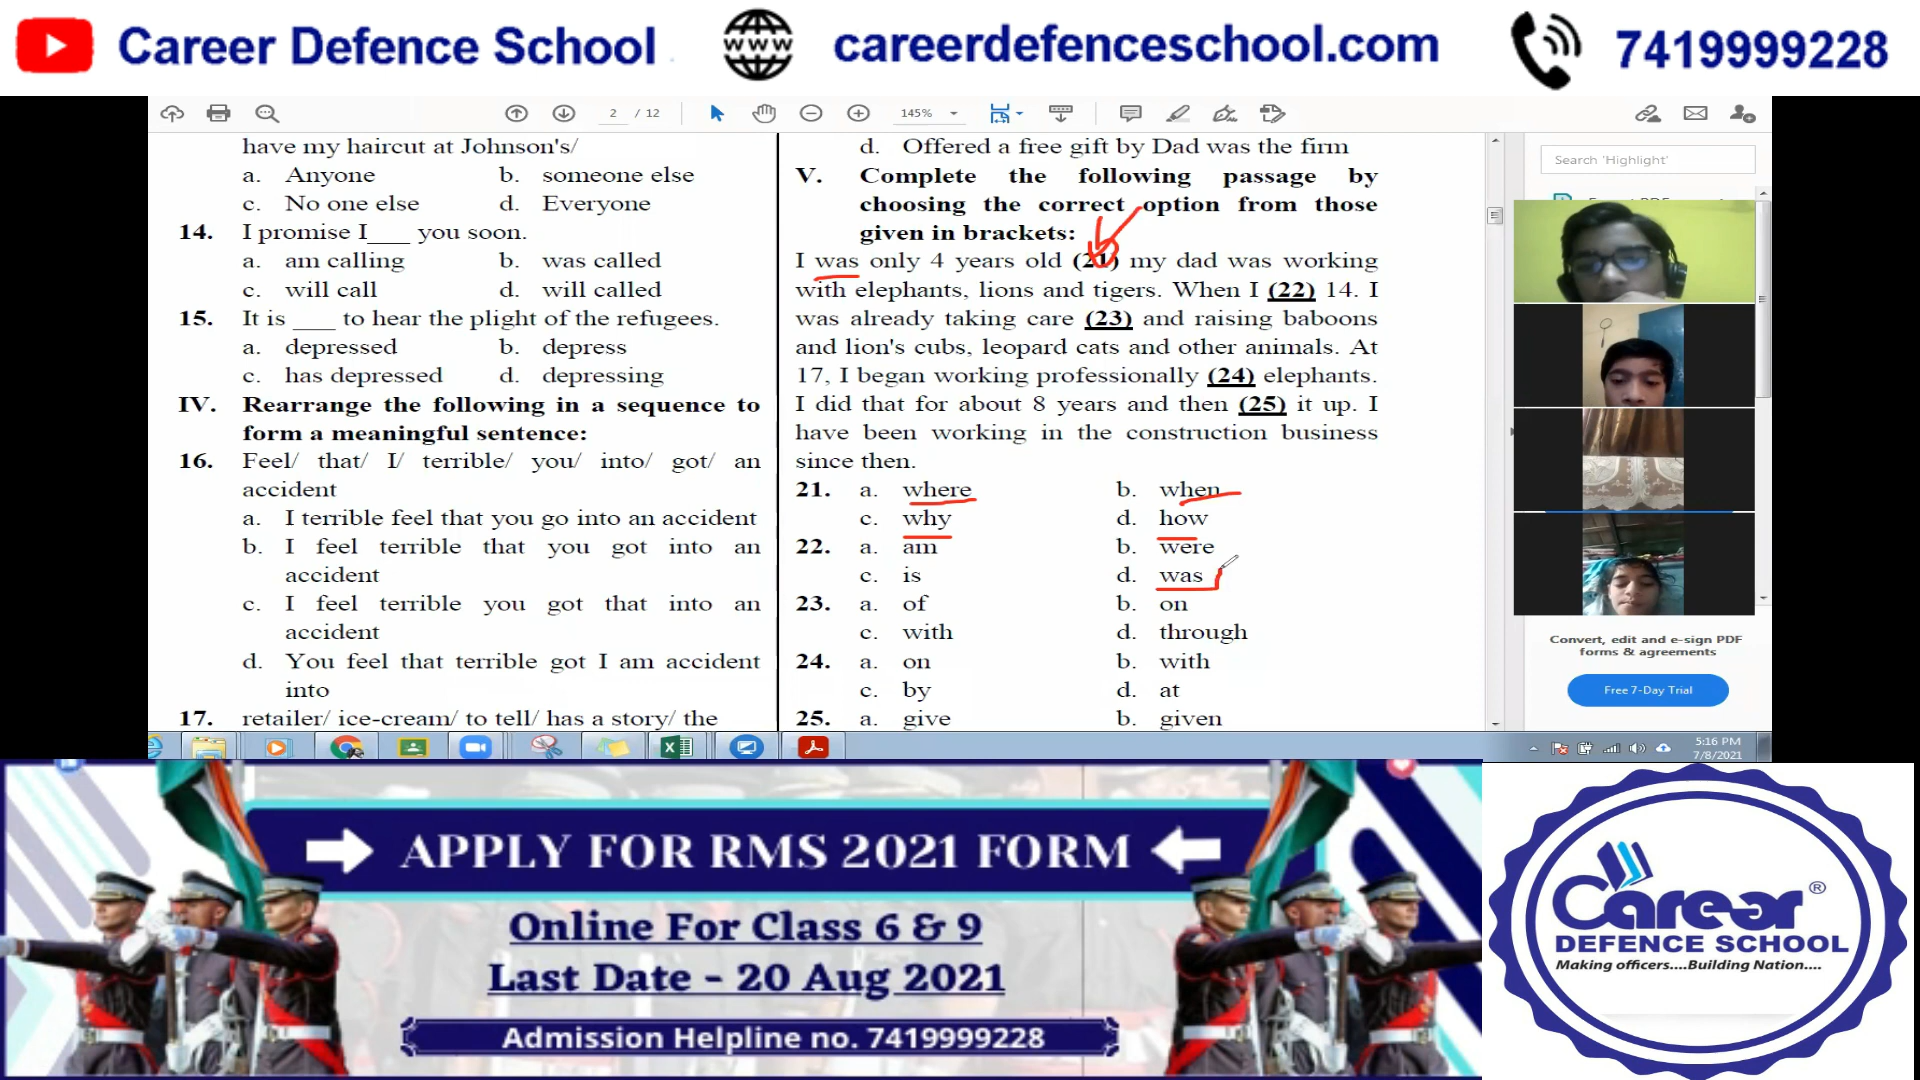 Career Defence School
WWW
careerdefenceschool.com
7419999228
2 / 12
145%
have my haircut at Johnson's/
a. Anyone b. someone else
c. No one else d. Everyone
14. I promise I___ you soon.
a. am calling b. was called
c. will call d. will called
15. It is ___ to hear the plight of the refugees.
a. depressed b. depress
c. has depressed d. depressing
IV. Rearrange the following in a sequence to
form a meaningful sentence:
16. Feel/ that/ I/ terrible/ you/ into/ got/ an
accident
a. I terrible feel that you go into an accident
b. I feel terrible that you got into an
accident
c. I feel terrible you got that into an
accident
d. You feel that terrible got I am accident
into
17. retailer/ ice-cream/ to tell/ has a story/ the
d. Offered a free gift by Dad was the firm
V. Complete the following passage by
choosing the correct option from those
given in brackets:
I was only 4 years old (21) my dad was working
with elephants, lions and tigers. When I (22) 14. I
was already taking care (23) and raising baboons
and lion's cubs, leopard cats and other animals. At
17, I began working professionally (24) elephants.
I did that for about 8 years and then (25) it up. I
have been working in the construction business
since then.
21. a. where b. when
c. why d. how
22. a. am b. were
c. is d. was
23. a. of b. on
c. with d. through
24. a. on b. with
c. by d. at
25. a. give b. given
Search 'Highlight'
Convert, edit and e-sign PDF
forms & agreements
Free 7-Day Trial
5:16 PM
7/8/2021
APPLY FOR RMS 2021 FORM
Online For Class 6 & 9
Last Date - 20 Aug 2021
Admission Helpline no. 7419999228
Career ®
DEFENCE SCHOOL
Making officers....Building Nation....